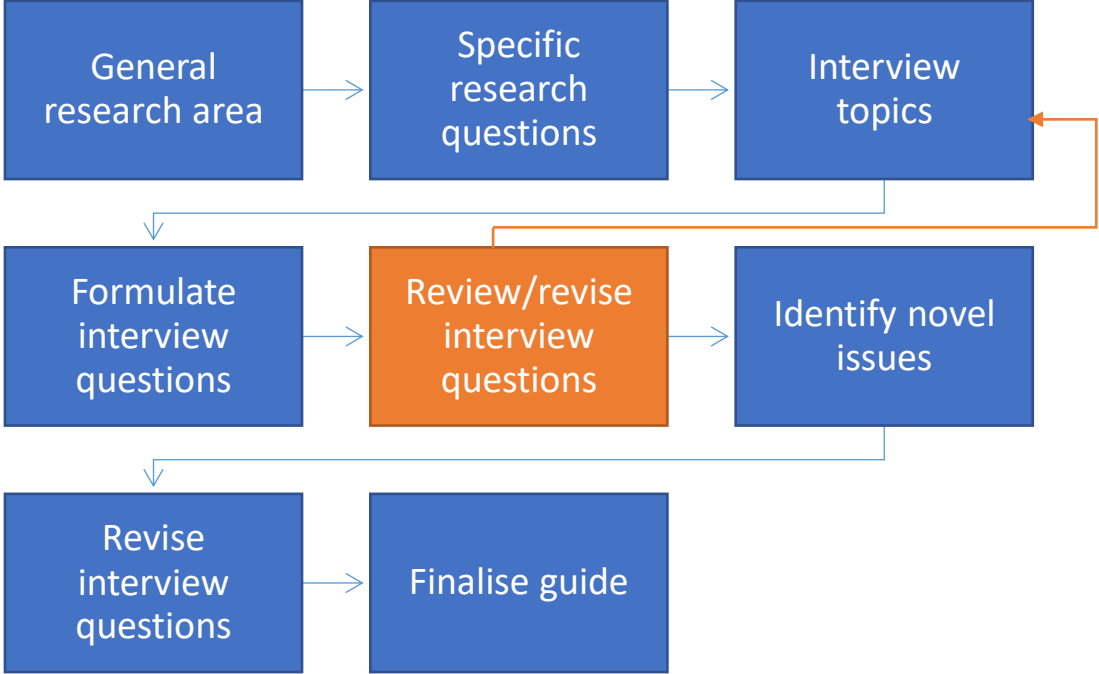 General
research area
Specific
research
questions
Interview
topics
Formulate
interview
questions
Review/revise
interview
questions
Identify novel
issues
Revise
interview
questions
Finalise guide